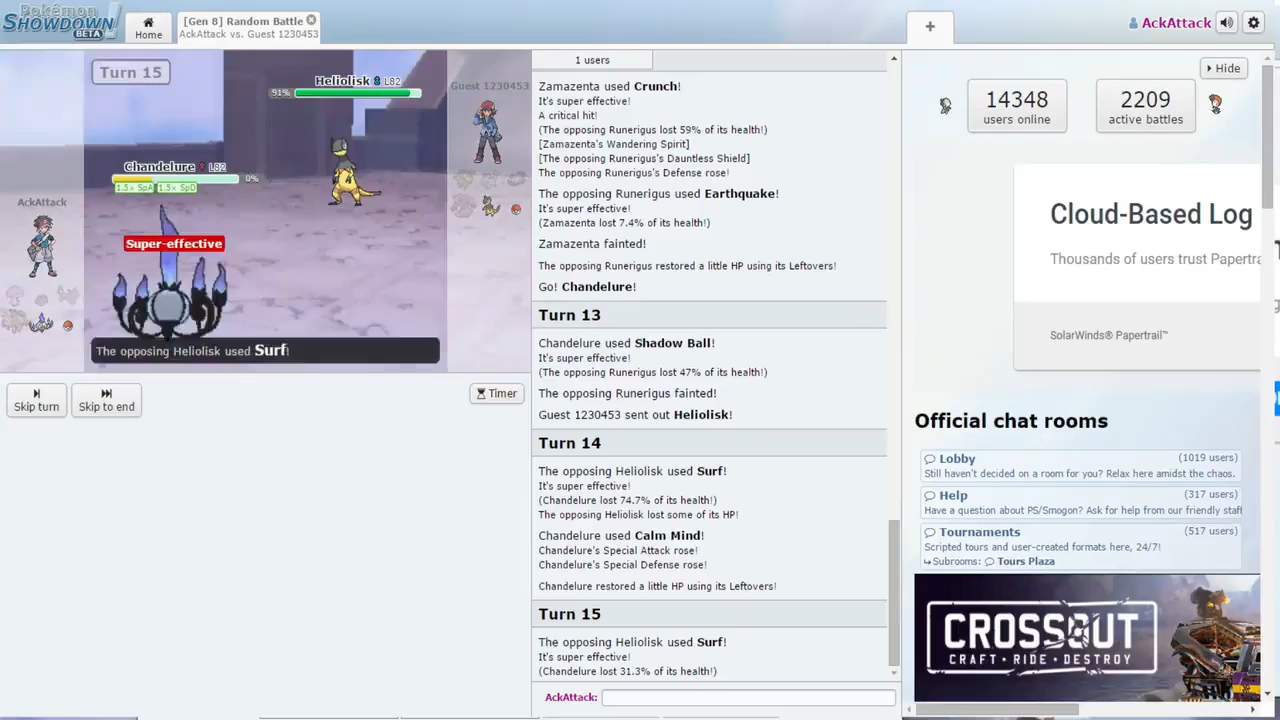 Pokémon
SHOWDOWN
BETA
Home
[Gen 8] Random Battle
AckAttack vs. Guest 1230453
+
AckAttack
Turn 15
Heliolisk L82
91%
Guest 1230453
Chandelure L82
0%
1.5× SpA 1.5× SpD
AckAttack
Super-effective
The opposing Heliolisk used Surf!
Skip turn
Skip to end
Timer
1 users
Zamazenta used Crunch!
It's super effective!
A critical hit!
(The opposing Runerigus lost 59% of its health!)
[Zamazenta's Wandering Spirit]
[The opposing Runerigus's Dauntless Shield]
The opposing Runerigus's Defense rose!
The opposing Runerigus used Earthquake!
It's super effective!
(Zamazenta lost 7.4% of its health!)
Zamazenta fainted!
The opposing Runerigus restored a little HP using its Leftovers!
Go! Chandelure!
Turn 13
Chandelure used Shadow Ball!
It's super effective!
(The opposing Runerigus lost 47% of its health!)
The opposing Runerigus fainted!
Guest 1230453 sent out Heliolisk!
Turn 14
The opposing Heliolisk used Surf!
It's super effective!
(Chandelure lost 74.7% of its health!)
The opposing Heliolisk lost some of its HP!
Chandelure used Calm Mind!
Chandelure's Special Attack rose!
Chandelure's Special Defense rose!
Chandelure restored a little HP using its Leftovers!
Turn 15
The opposing Heliolisk used Surf!
It's super effective!
(Chandelure lost 31.3% of its health!)
AckAttack:
Hide
14348
users online
2209
active battles
Cloud-Based Log
Thousands of users trust Papertra
SolarWinds® Papertrail™
Official chat rooms
Lobby (1019 users)
Still haven't decided on a room for you? Relax here amidst the chaos.
Help (317 users)
Have a question about PS/Smogon? Ask for help from our friendly staff
Tournaments (517 users)
Scripted tours and user-created formats here, 24/7!
Subrooms: Tours Plaza
CROSSOUT
CRAFT • RIDE • DESTROY